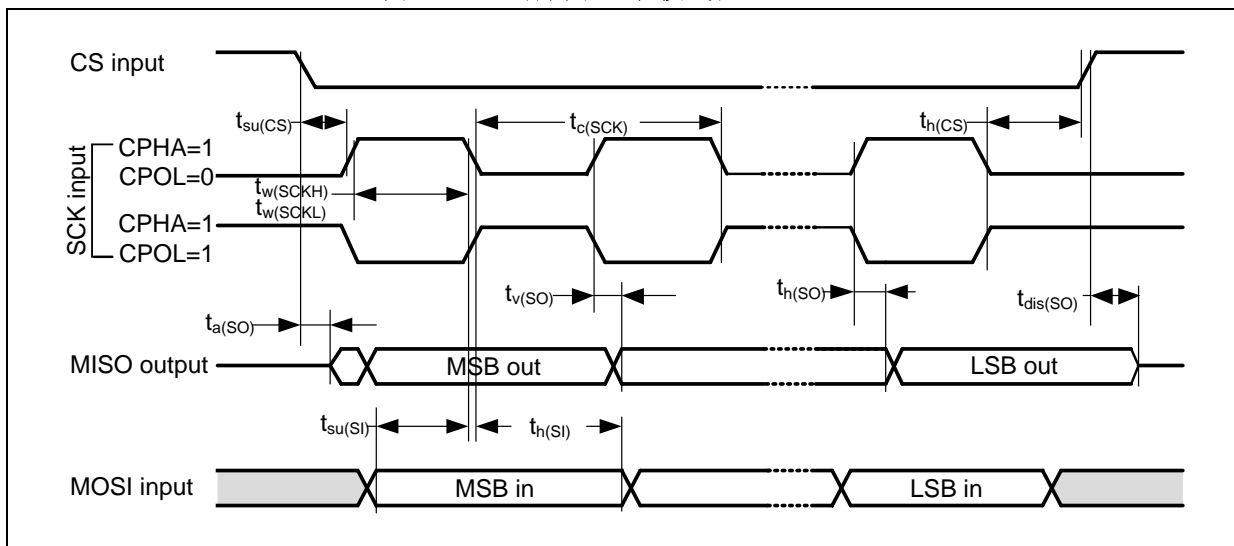 CS input
tsu(CS)
tc(SCK)
th(CS)
SCK input
CPHA=1
CPOL=0
tw(SCKH)
tw(SCKL)
CPHA=1
CPOL=1
tv(SO)
th(SO)
tdis(SO)
ta(SO)
MISO output
MSB out
LSB out
tsu(SI)
th(SI)
MOSI input
MSB in
LSB in